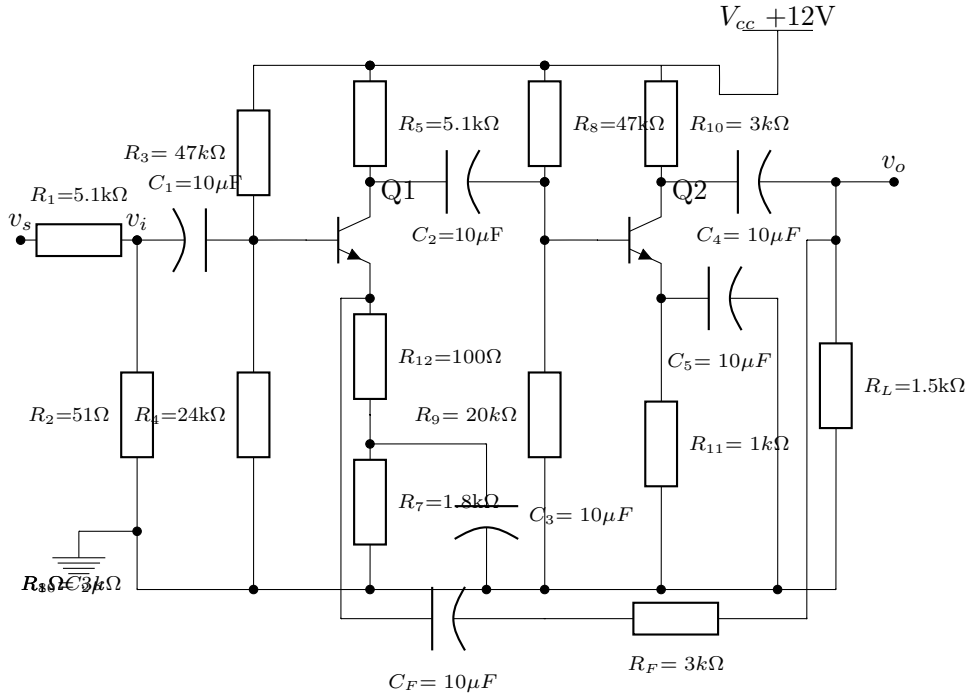 V_cc +12V
R_5=5.1kΩ
R_8=47kΩ
R_10= 3kΩ
R_3= 47kΩ
C_1=10μF
R_1=5.1kΩ
v_s
v_i
Q1
Q2
v_o
C_2=10μF
C_4= 10μF
R_12=100Ω
C_5= 10μF
R_L=1.5kΩ
R_2=51Ω
R_4=24kΩ
R_9= 20kΩ
R_11= 1kΩ
R_7=1.8kΩ
C_3= 10μF
R_F= 3kΩ
C_F= 10μF